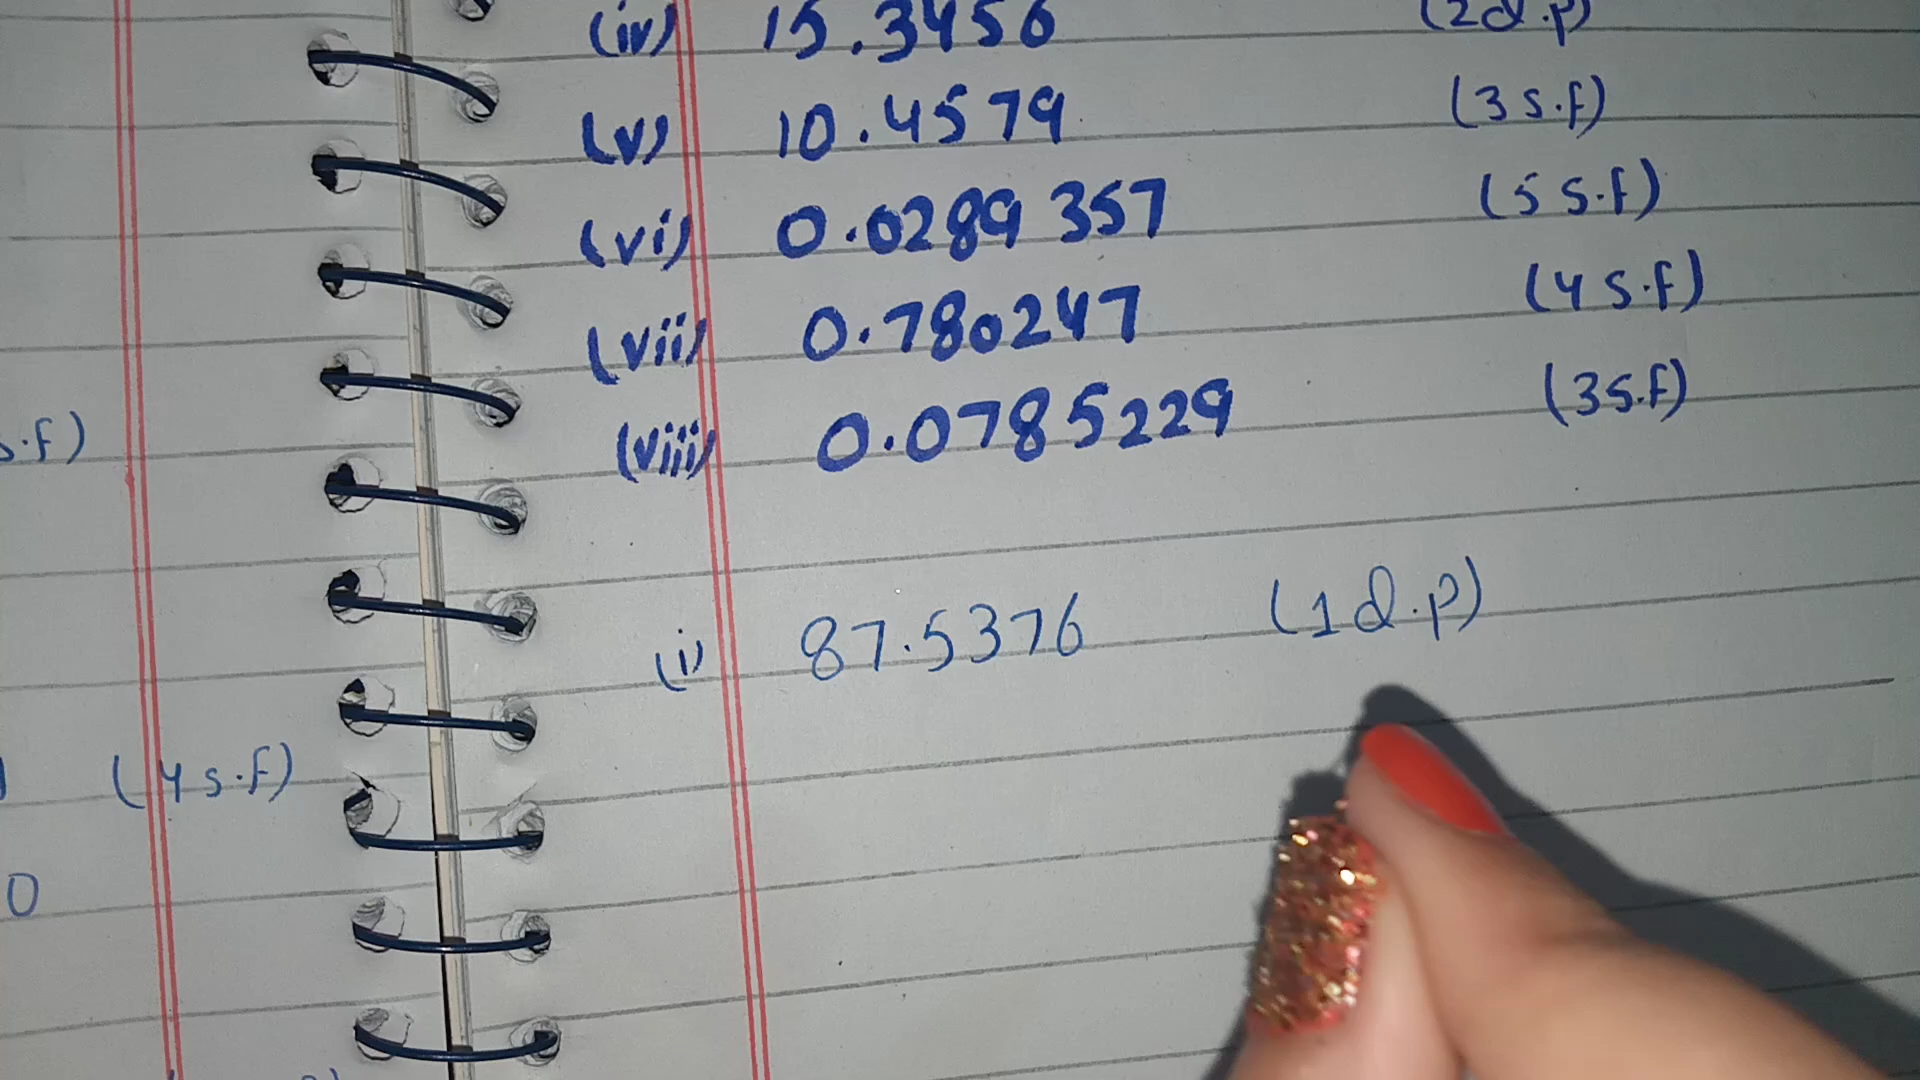 (iv) 15.3456 (2d.p)
(v) 10.4579 (3 s.f)
(vi) 0.0289357 (5 s.f)
(vii) 0.780247 (4 s.f)
(viii) 0.0785229 (3s.f)
(i) 87.5376 (1d.p)
s.f)
(4 s.f)
0